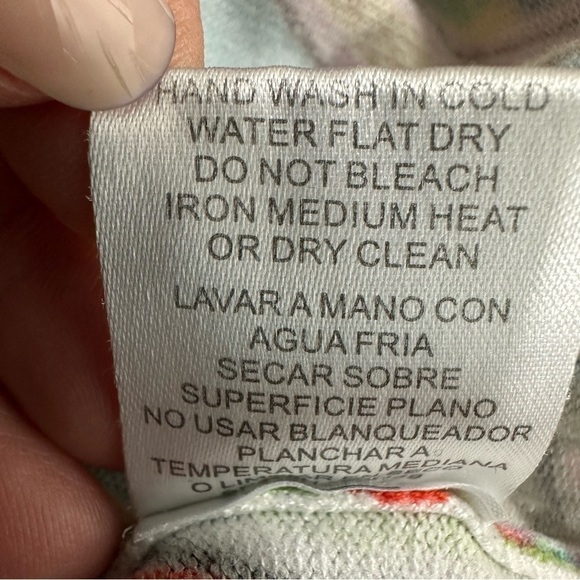 HAND WASH IN COLD
WATER FLAT DRY
DO NOT BLEACH
IRON MEDIUM HEAT
OR DRY CLEAN
LAVAR A MANO CON
AGUA FRIA
SECAR SOBRE
SUPERFICIE PLANO
NO USAR BLANQUEADOR
PLANCHAR A
TEMPERATURA MEDIANA
O